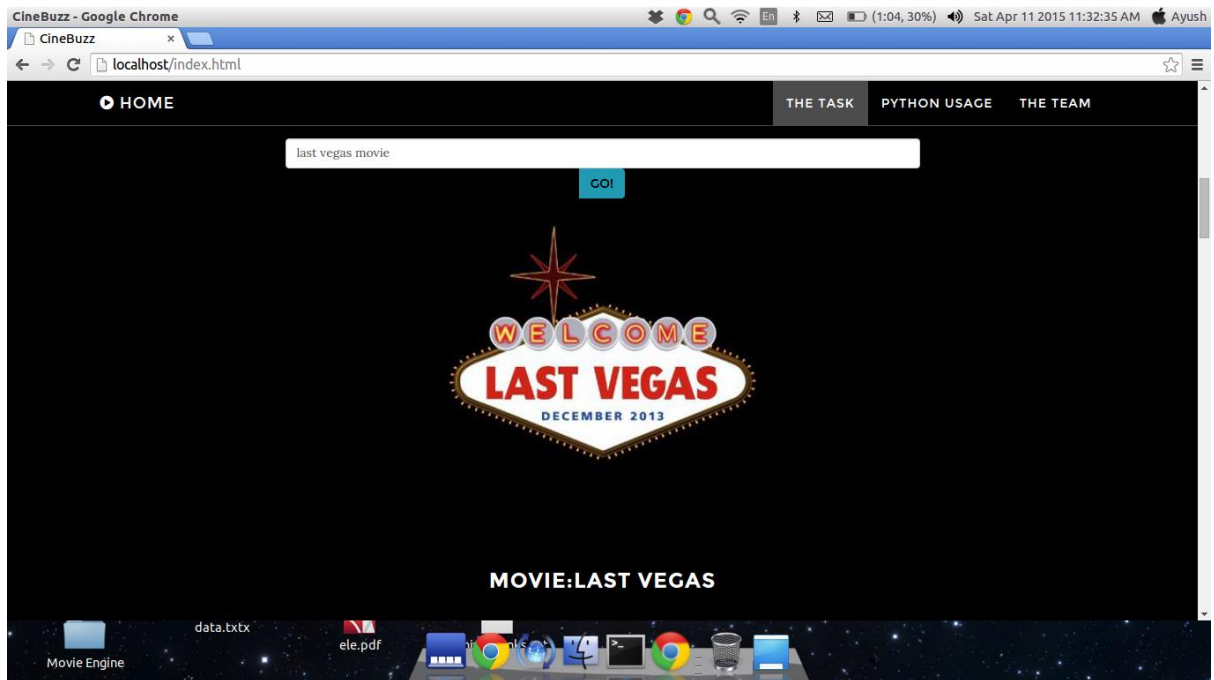 CineBuzz - Google Chrome
En (1:04, 30%) Sat Apr 11 2015 11:32:35 AM Ayush
CineBuzz
localhost/index.html
HOME
THE TASK PYTHON USAGE THE TEAM
last vegas movie
GO!
WELCOME
LAST VEGAS
DECEMBER 2013
MOVIE:LAST VEGAS
data.txtx
ele.pdf
Movie Engine